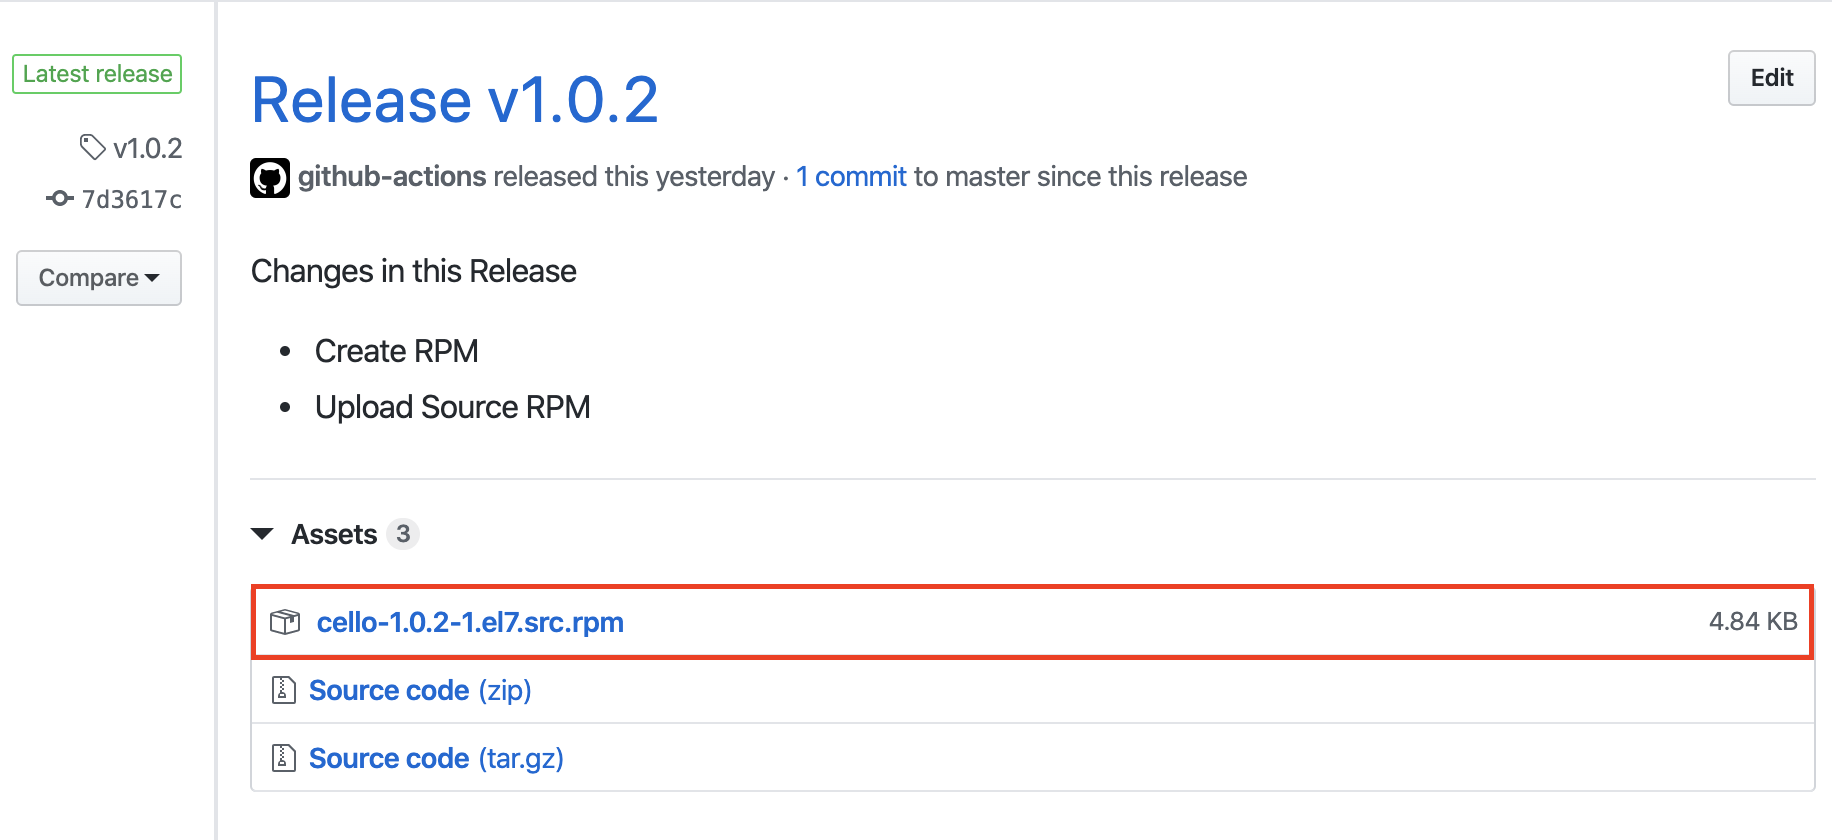 Latest release
v1.0.2
7d3617c
Compare
Release v1.0.2
Edit
github-actions released this yesterday · 1 commit to master since this release
Changes in this Release
• Create RPM
• Upload Source RPM
Assets 3
cello-1.0.2-1.el7.src.rpm 4.84 KB
Source code (zip)
Source code (tar.gz)